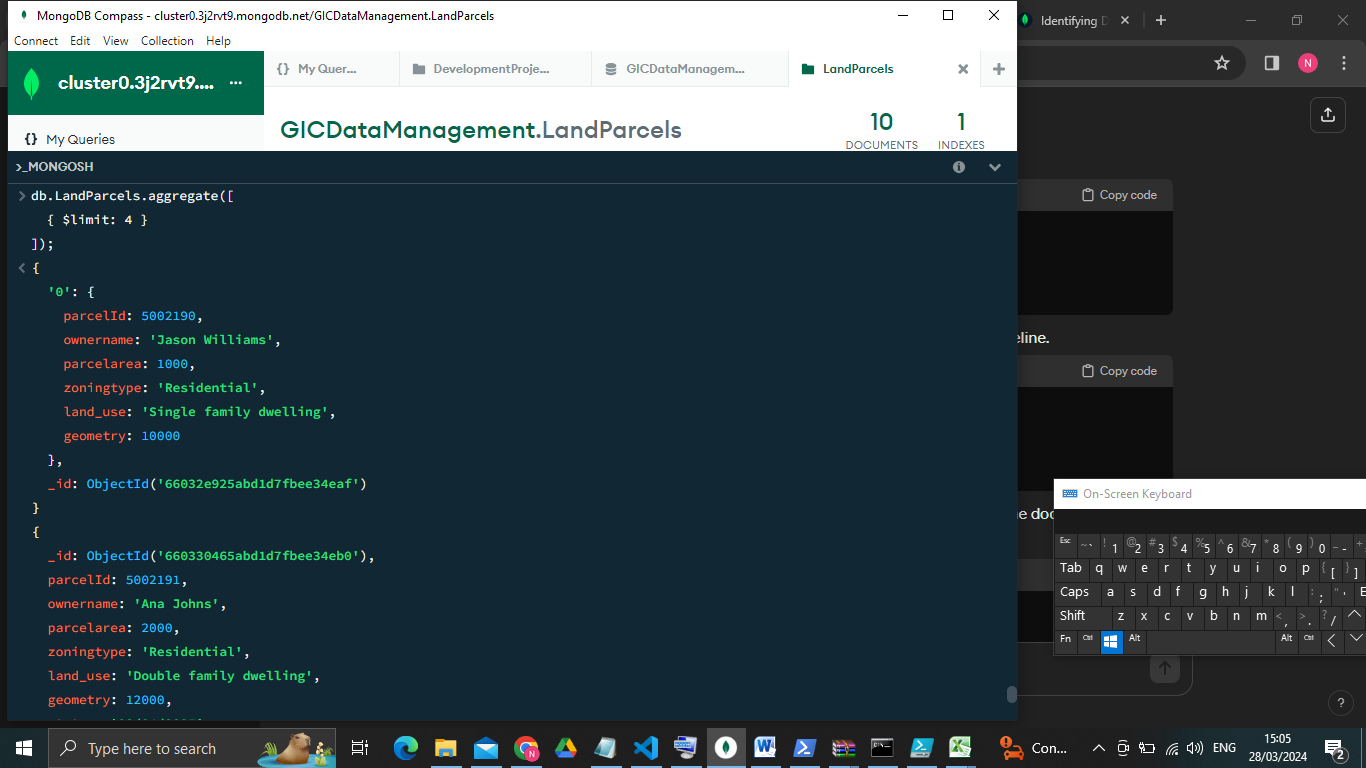 MongoDB Compass - cluster0.3j2rvt9.mongodb.net/GICDataManagement.LandParcels
Connect Edit View Collection Help
cluster0.3j2rvt9.... ...
My Queries
{} My Quer...
DevelopmentProje...
GICDataManagem...
LandParcels
GICDataManagement.LandParcels
10
DOCUMENTS
1
INDEXES
>_MONGOSH
> db.LandParcels.aggregate([
{ $limit: 4 }
]);
< {
'0': {
parcelId: 5002190,
ownername: 'Jason Williams',
parcelarea: 1000,
zoningtype: 'Residential',
land_use: 'Single family dwelling',
geometry: 10000
},
_id: ObjectId('66032e925abd1d7fbee34eaf')
}
{
_id: ObjectId('660330465abd1d7fbee34eb0'),
parcelId: 5002191,
ownername: 'Ana Johns',
parcelarea: 2000,
zoningtype: 'Residential',
land_use: 'Double family dwelling',
geometry: 12000,
Identifying D
N
Copy code
eline.
Copy code
e doc
On-Screen Keyboard
Esc ~ ` ! 1 @ 2 # 3 $ 4 % 5 ^ 6 & 7 * 8 ( 9 ) 0 _ - +
Tab q w e r t y u i o p { [ } ]
Caps a s d f g h j k l : ; " ' E
Shift z x c v b n m < , > . ? /
Fn Ctrl Alt Alt Ctrl
?
Type here to search
Con...
ENG
15:05
28/03/2024
2